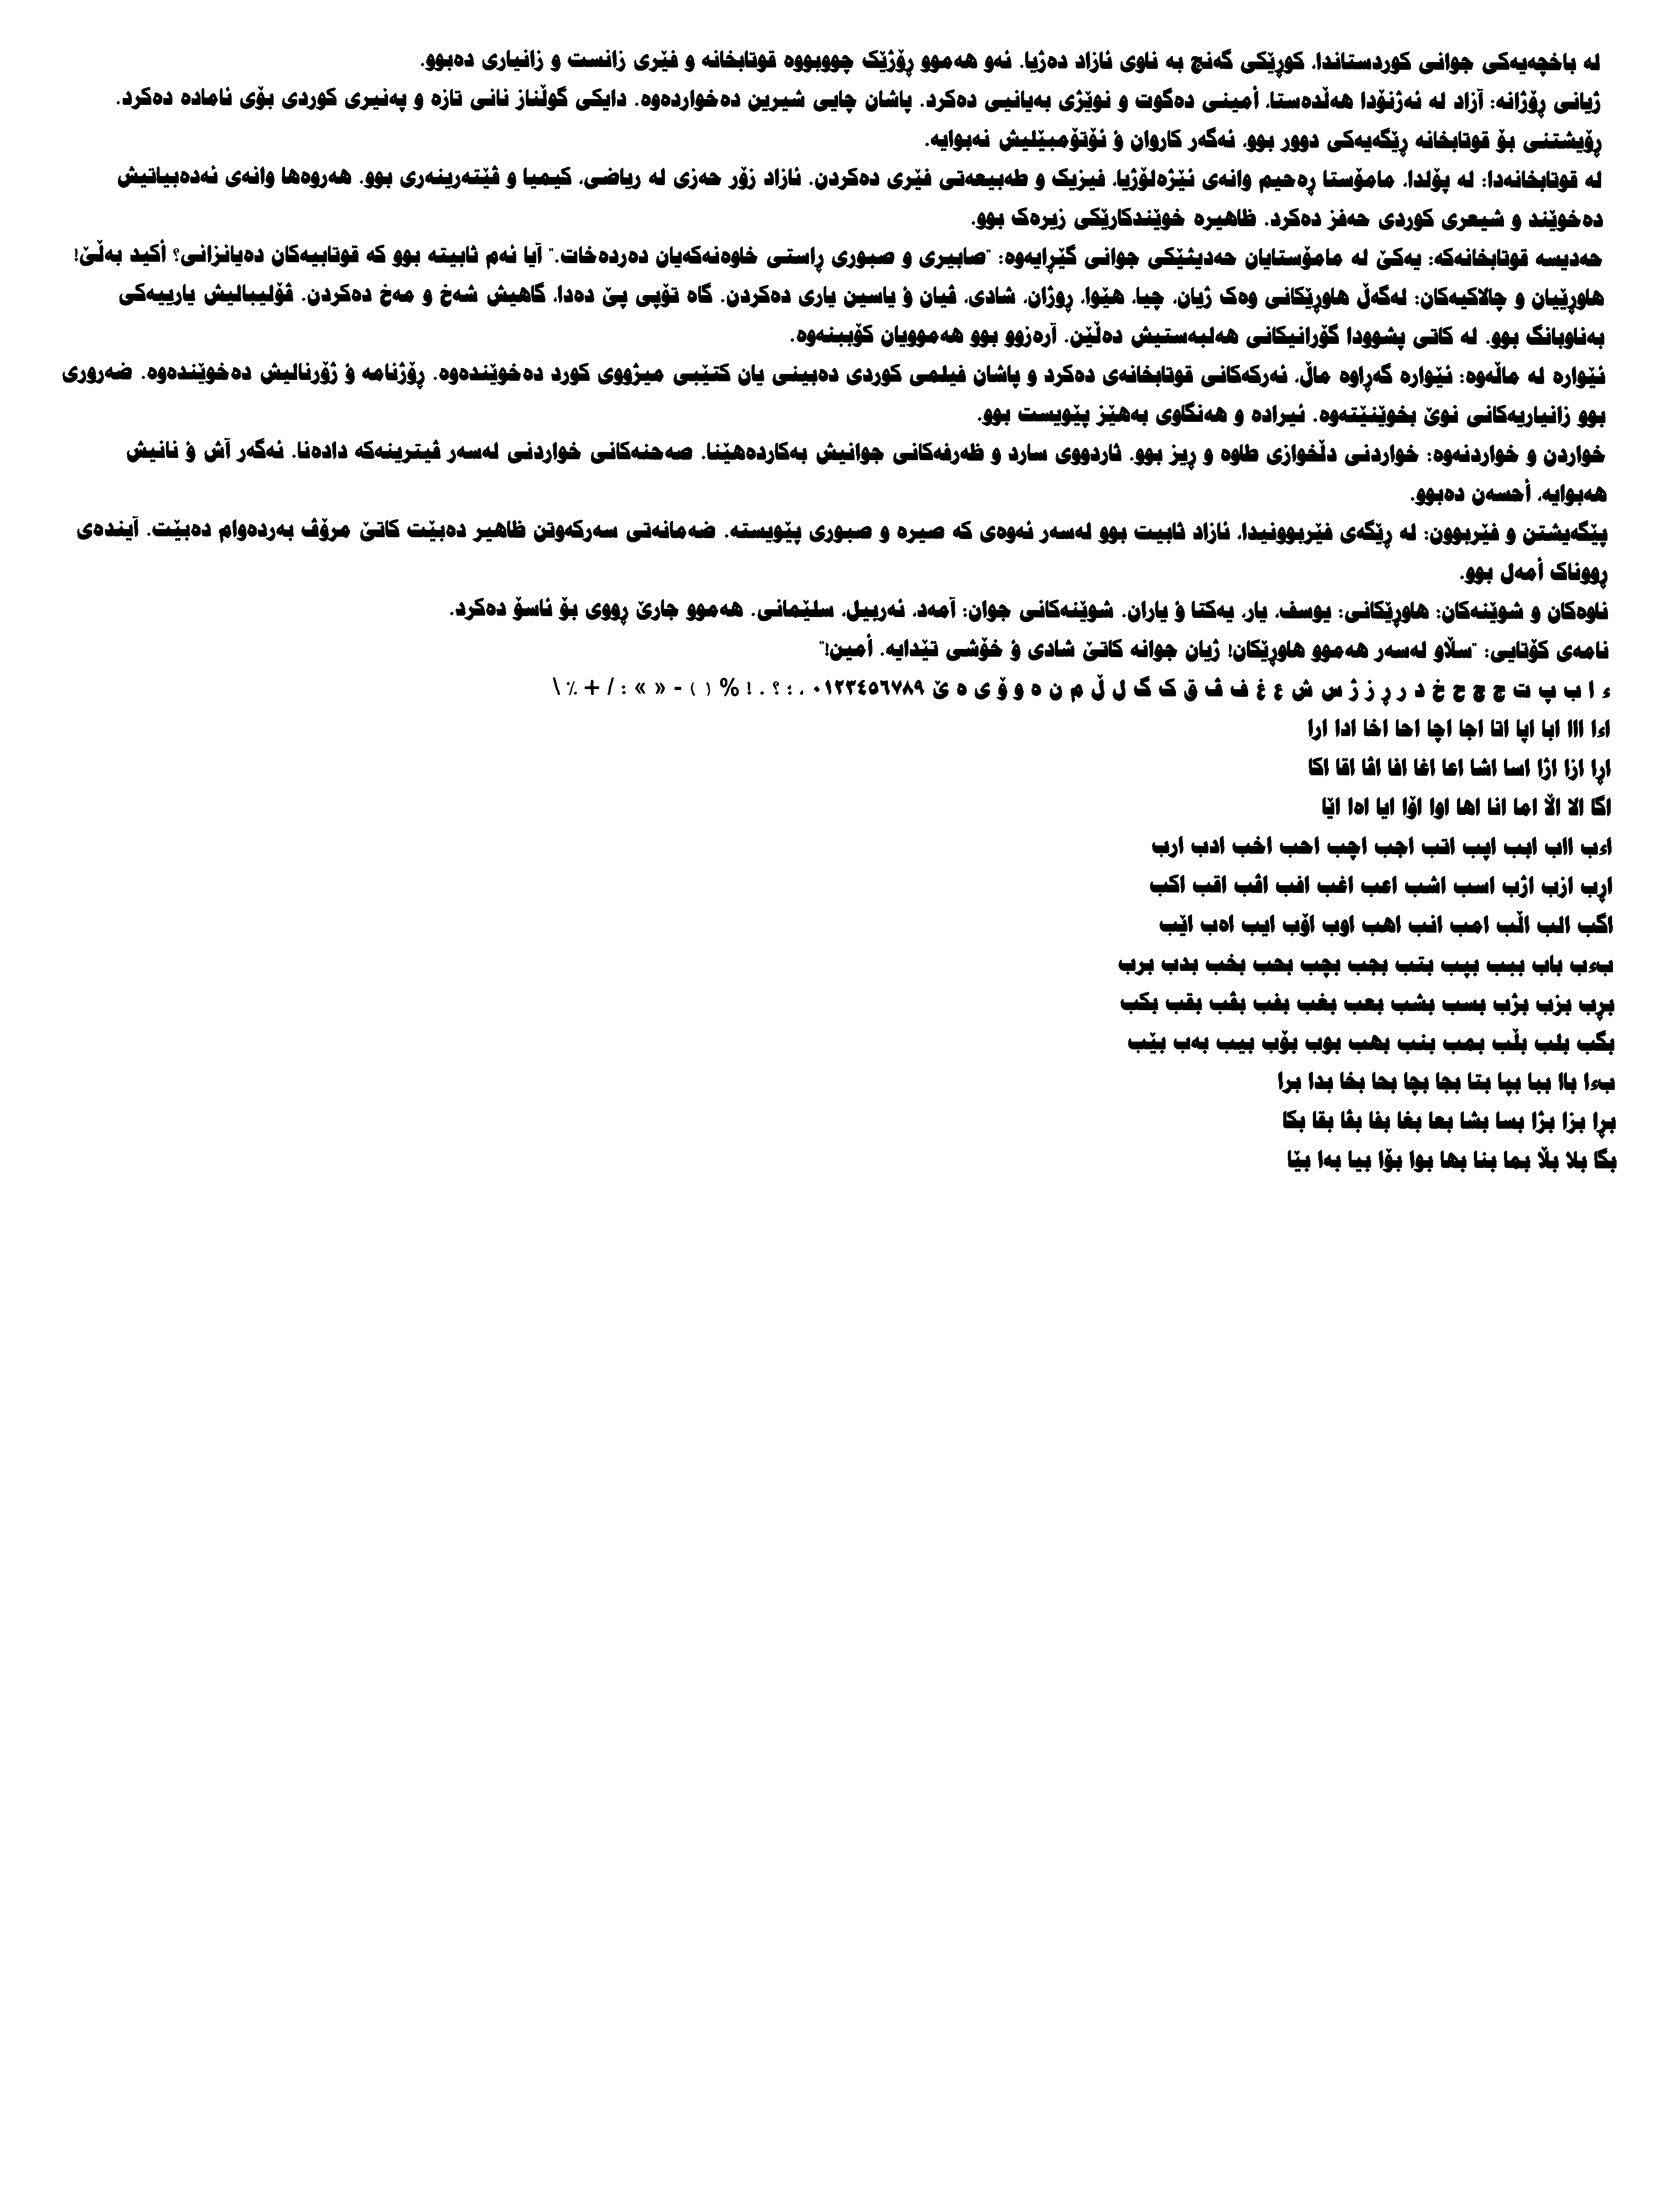 لە باخچەیەکی جوانی کوردستاندا، کوڕێکی گەنج بە ناوی ئازاد دەژیا. ئەو هەموو ڕۆژێک چووبووە قوتابخانە و فێری زانست و زانیاری دەبوو.
ژیانی ڕۆژانە: آزاد لە ئەژنۆدا هەڵدەستا، أمینی دەگوت و نوێژی بەیانیی دەکرد. پاشان چایی شیرین دەخواردەوە. دایکی گوڵناز نانی تازە و پەنیری کوردی بۆی ئامادە دەکرد.
ڕۆیشتنی بۆ قوتابخانە ڕێگەیەکی دوور بوو، ئەگەر کاروان ؤ ئۆتۆمبێلیش نەبوایە.
لە قوتابخانەدا: لە پۆلدا، مامۆستا ڕەحیم وانەی ئێژەلۆژیا، فیزیک و طەبیعەتی فێری دەکردن. ئازاد زۆر حەزی لە ریاضی، کیمیا و ڤێتەرینەری بوو. هەروەها وانەی ئەدەبیاتیش
دەخوێند و شیعری کوردی حەفز دەکرد. ظاهیرە خوێندکارێکی زیرەک بوو.
حەدیسە قوتابخانەکە: یەکێ لە مامۆستایان حەدیثێکی جوانی گێڕایەوە: "صابیری و صبوری ڕاستی خاوەنەکەیان دەردەخات." آیا ئەم ثابیتە بوو کە قوتابیەکان دەیانزانی؟ أکید بەڵێ!
هاوڕێیان و چالاکیەکان: لەگەڵ هاوڕێکانی وەک ژیان، چیا، هێوا، ڕوژان، شادی، ڤیان ؤ یاسین یاری دەکردن. گاە تۆپی پێ دەدا، گاهیش شەخ و مەخ دەکردن. ڤۆلیبالیش یارییەکی
بەناوبانگ بوو. لە کاتی پشوودا گۆرانیکانی هەلبەستیش دەڵێن. آرەزوو بوو هەموویان کۆببنەوە.
ئێوارە لە ماڵەوە: ئێوارە گەڕاوە ماڵ، ئەرکەکانی قوتابخانەی دەکرد و پاشان فیلمی کوردی دەبینی یان کتێبی میژووی کورد دەخوێندەوە. ڕۆژنامە ؤ ژۆرنالیش دەخوێندەوە. ضەروری
بوو زانیاریەکانی نوێ بخوێنێتەوە. ئیرادە و هەنگاوی بەهێز پێویست بوو.
خواردن و خواردنەوە: خواردنی دڵخوازی طاوە و ڕیز بوو. ئاردووی سارد و ظەرفەکانی جوانیش بەکاردەهێنا. صەحنەکانی خواردنی لەسەر ڤیترینەکە دادەنا. ئەگەر آش ؤ نانیش
هەبوایە، أحسەن دەبوو.
پێگەیشتن و فێربوون: لە ڕێگەی فێربوونیدا، ئازاد ثابیت بوو لەسەر ئەوەی کە صیرە و صبوری پێویستە. ضەمانەتی سەرکەوتن ظاهیر دەبێت کاتێ مرۆڤ بەردەوام دەبێت. آیندەی
ڕووناک أمەل بوو.
ناوەکان و شوێنەکان: هاوڕێکانی: یوسف، یار، یەکتا ؤ یاران. شوێنەکانی جوان: آمەد، ئەربیل، سلێمانی. هەموو جارێ ڕووی بۆ ئاسۆ دەکرد.
نامەی کۆتایی: "سڵاو لەسەر هەموو هاوڕێکان! ژیان جوانە کاتێ شادی ؤ خۆشی تێدایە. أمین!"
ء ا ب پ ت ج چ ح خ د ر ڕ ز ژ س ش ع غ ف ڤ ق ک گ ل ڵ م ن ە و ۆ ی ە ێ ٠١٢٣٤٥٦٧٨٩ ، ؛ ؟ . ! % ( ) - « » : / + ٪ \
اءا ااا ابا اپا اتا اجا اچا احا اخا ادا ارا
اڕا ازا اژا اسا اشا اعا اغا افا اڤا اقا اکا
اگا الا اڵا اما انا اها اوا اۆا ایا اەا اێا
اءب ااب ابب اپب اتب اجب اچب احب اخب ادب ارب
اڕب ازب اژب اسب اشب اعب اغب افب اڤب اقب اکب
اگب الب اڵب امب انب اهب اوب اۆب ایب اەب اێب
بءب باب ببب بپب بتب بجب بچب بحب بخب بدب برب
بڕب بزب بژب بسب بشب بعب بغب بفب بڤب بقب بکب
بگب بلب بڵب بمب بنب بهب بوب بۆب بیب بەب بێب
بءا باا ببا بپا بتا بجا بچا بحا بخا بدا برا
بڕا بزا بژا بسا بشا بعا بغا بفا بڤا بقا بکا
بگا بلا بڵا بما بنا بها بوا بۆا بیا بەا بێا